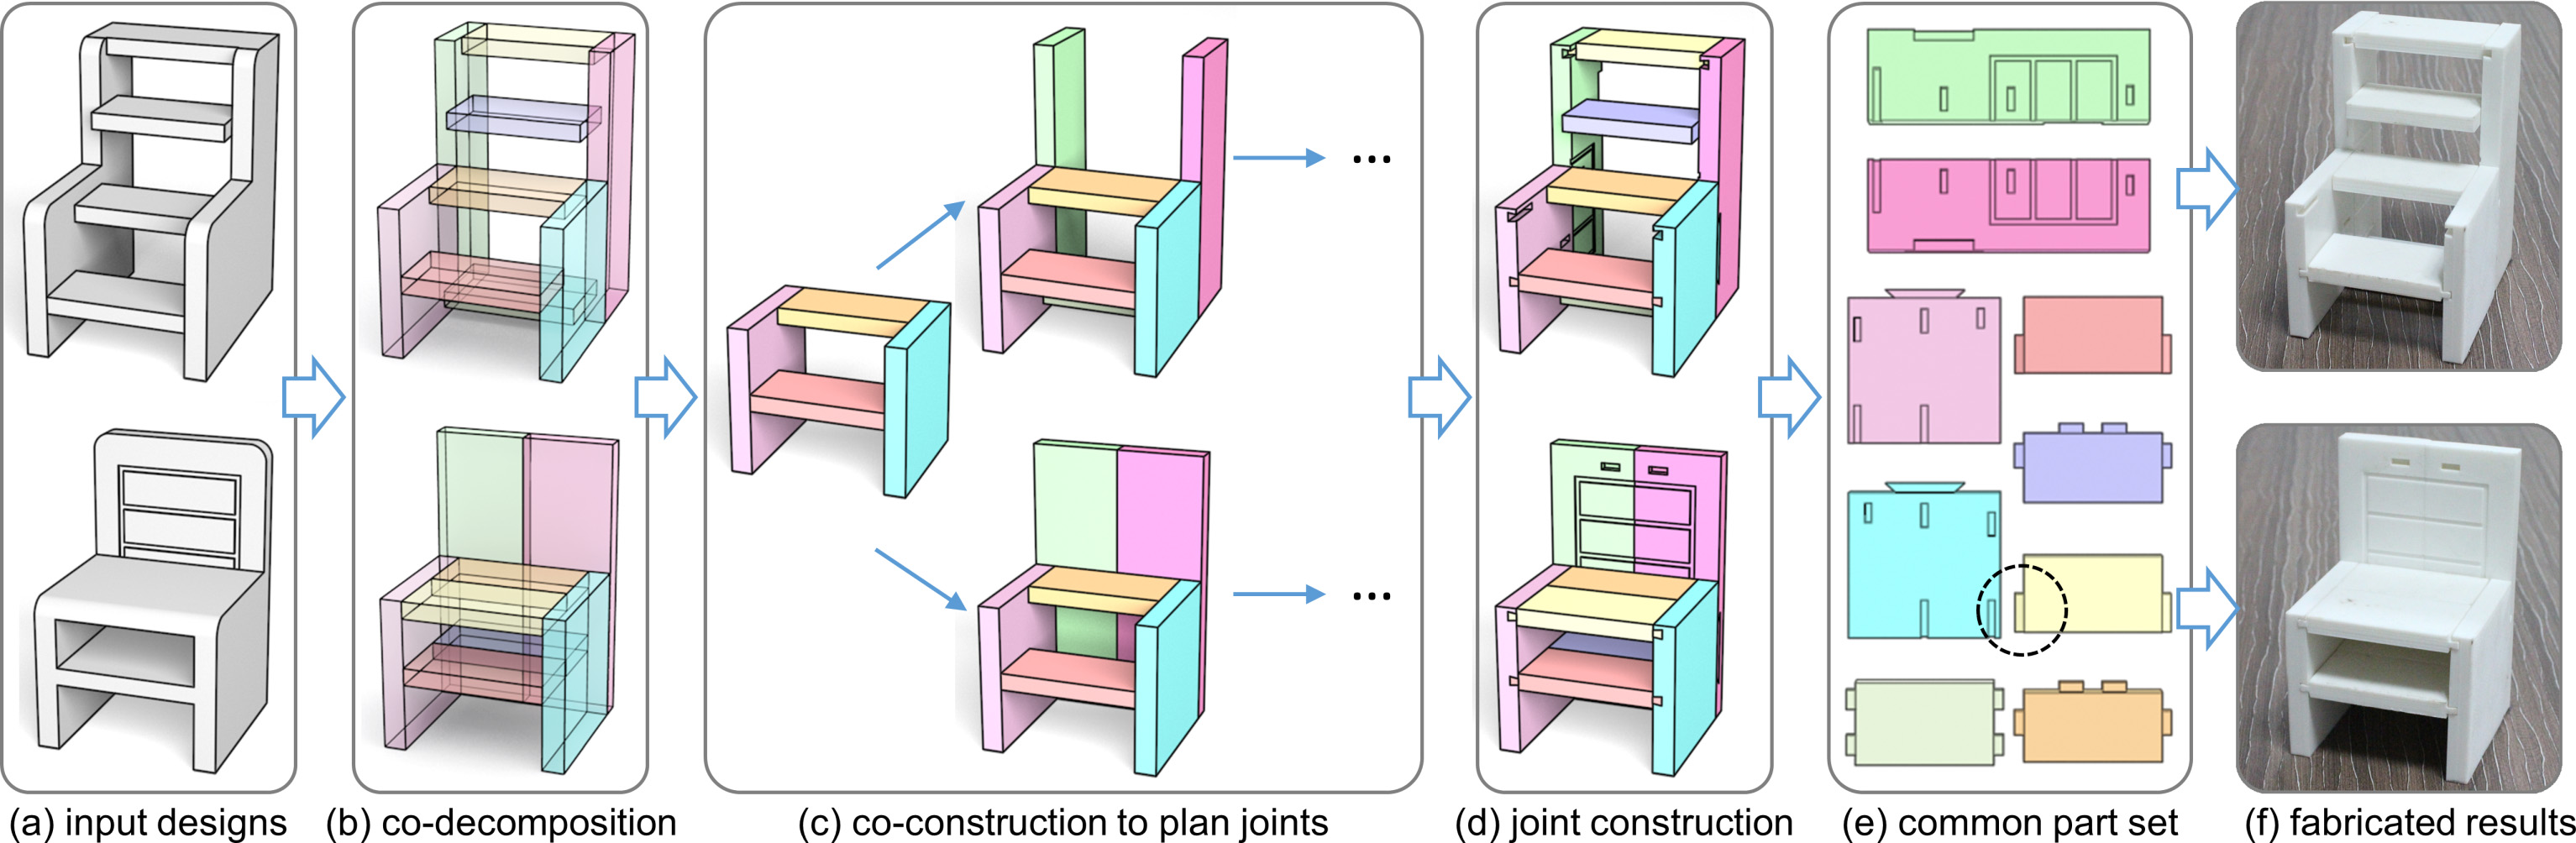 (a) input designs
(b) co-decomposition
(c) co-construction to plan joints
(d) joint construction
(e) common part set
(f) fabricated results